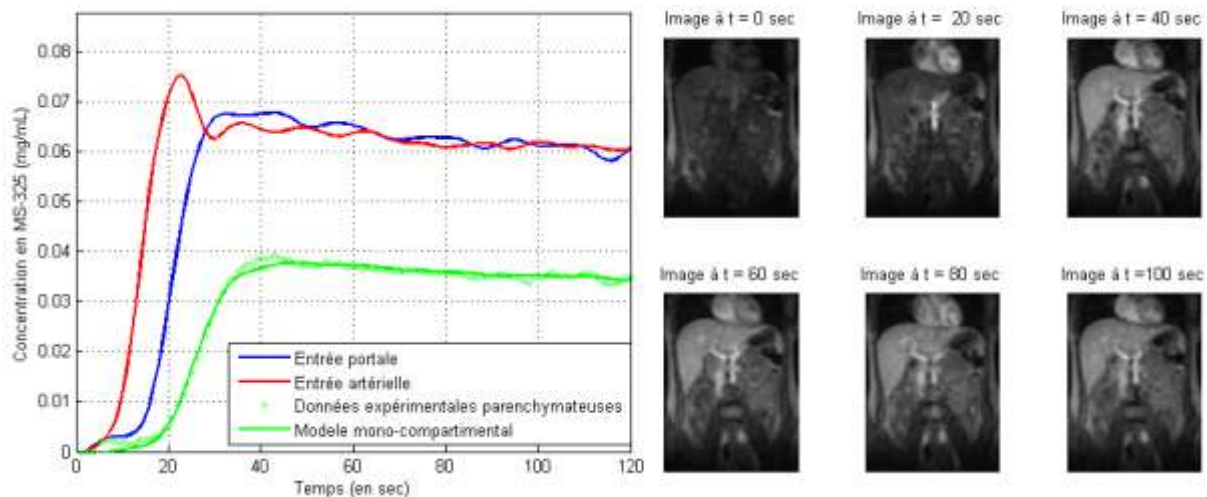 Concentration en MS-325 (mg/mL)
0.08
0.07
0.06
0.05
0.04
0.03
0.02
0.01
0
0 20 40 60 80 100 120
Temps (en sec)
Entrée portale
Entrée artérielle
Données expérimentales parenchymateuses
Modele mono-compartimental
Image à t = 0 sec
Image à t = 20 sec
Image à t = 40 sec
Image à t = 60 sec
Image à t = 80 sec
Image à t =100 sec